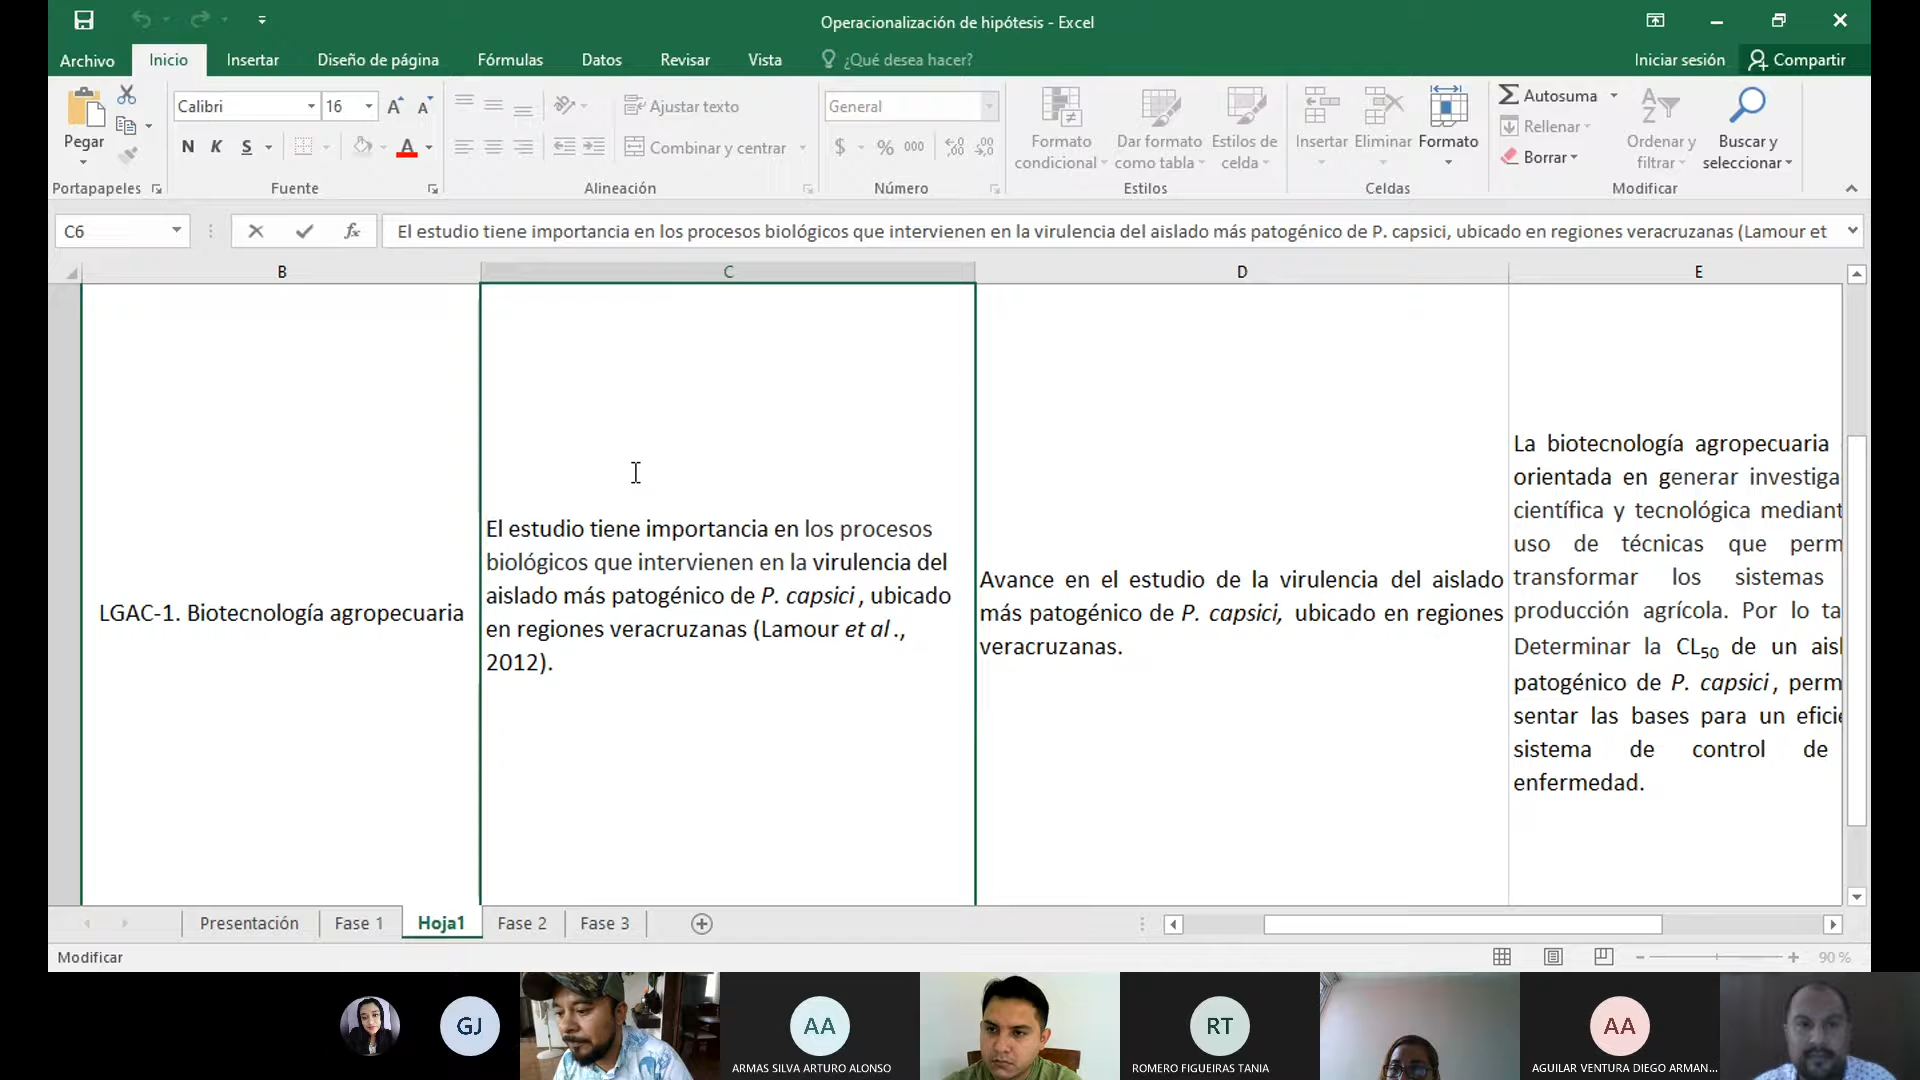 Operacionalización de hipótesis - Excel
Archivo Inicio Insertar Diseño de página Fórmulas Datos Revisar Vista ¿Qué desea hacer? Iniciar sesión Compartir
Pegar
Portapapeles
Calibri 16
N K S A
Fuente
Ajustar texto
Combinar y centrar
Alineación
General
$ % 000
Número
Formato condicional
Dar formato como tabla
Estilos de celda
Estilos
Insertar Eliminar Formato
Celdas
Autosuma
Rellenar
Borrar
Ordenar y filtrar
Buscar y seleccionar
Modificar
C6 fx El estudio tiene importancia en los procesos biológicos que intervienen en la virulencia del aislado más patogénico de P. capsici, ubicado en regiones veracruzanas (Lamour et
B C D E
LGAC-1. Biotecnología agropecuaria
El estudio tiene importancia en los procesos
biológicos que intervienen en la virulencia del
aislado más patogénico de P. capsici, ubicado
en regiones veracruzanas (Lamour et al.,
2012).
Avance en el estudio de la virulencia del aislado
más patogénico de P. capsici, ubicado en regiones
veracruzanas.
La biotecnología agropecuaria
orientada en generar investiga
científica y tecnológica mediant
uso de técnicas que perm
transformar los sistemas
producción agrícola. Por lo ta
Determinar la CL50 de un aisl
patogénico de P. capsici, perm
sentar las bases para un eficie
sistema de control de
enfermedad.
Presentación Fase 1 Hoja1 Fase 2 Fase 3
Modificar 90 %
GJ
AA
ARMAS SILVA ARTURO ALONSO
RT
ROMERO FIGUEIRAS TANIA
AA
AGUILAR VENTURA DIEGO ARMAN...